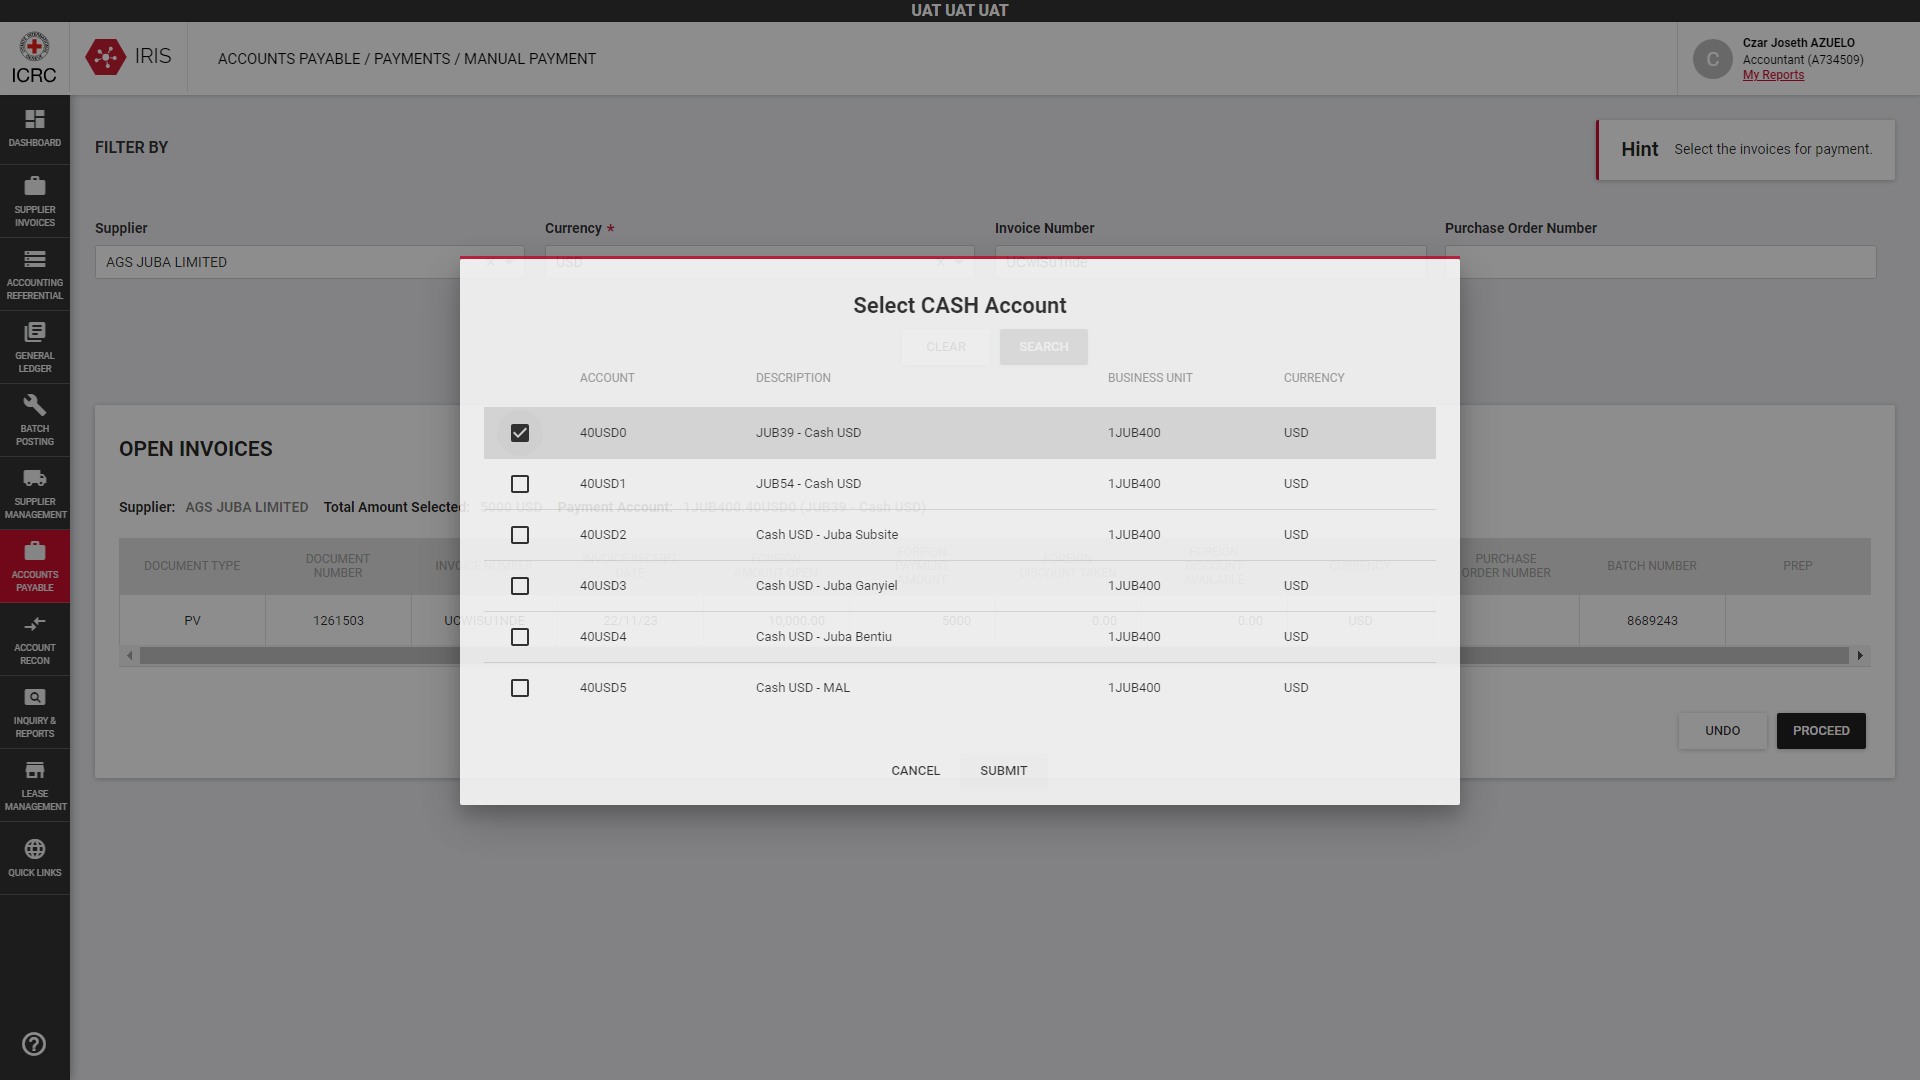 UAT UAT UAT
ICRC
IRIS
ACCOUNTS PAYABLE / PAYMENTS / MANUAL PAYMENT
C
Czar Joseth AZUELO
Accountant (A734509)
My Reports
DASHBOARD
SUPPLIER
INVOICES
ACCOUNTING
REFERENTIAL
GENERAL
LEDGER
BATCH
POSTING
SUPPLIER
MANAGEMENT
ACCOUNTS
PAYABLE
ACCOUNT
RECON
INQUIRY &
REPORTS
LEASE
MANAGEMENT
QUICK LINKS
FILTER BY
Hint Select the invoices for payment.
Supplier Currency * Invoice Number Purchase Order Number
AGS JUBA LIMITED USD UCwiSu1nde
Select CASH Account
CLEAR SEARCH
ACCOUNT DESCRIPTION BUSINESS UNIT CURRENCY
40USD0 JUB39 - Cash USD 1JUB400 USD
40USD1 JUB54 - Cash USD 1JUB400 USD
40USD2 Cash USD - Juba Subsite 1JUB400 USD
40USD3 Cash USD - Juba Ganyiel 1JUB400 USD
40USD4 Cash USD - Juba Bentiu 1JUB400 USD
40USD5 Cash USD - MAL 1JUB400 USD
CANCEL SUBMIT
OPEN INVOICES
Supplier: AGS JUBA LIMITED Total Amount Selected: 5000 USD Payment Account: 1JUB400.40USD0 (JUB39 - Cash USD)
DOCUMENT TYPE DOCUMENT NUMBER INVOICE NUMBER INVOICE RECEIPT DATE FOREIGN AMOUNT OPEN FOREIGN PAYMENT AMOUNT FOREIGN DISCOUNT TAKEN FOREIGN DISCOUNT AVAILABLE CURRENCY PURCHASE ORDER NUMBER BATCH NUMBER PREP
PV 1261503 UCWISU1NDE 22/11/23 10,000.00 5000 0.00 0.00 USD 8689243
UNDO PROCEED